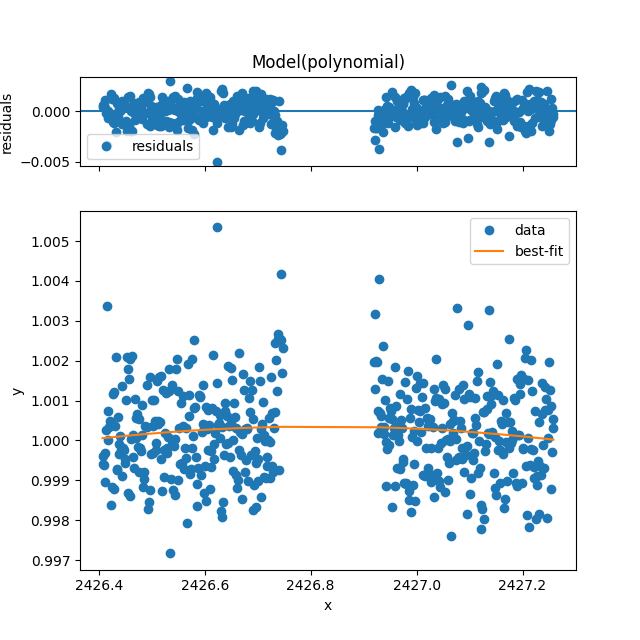 Model(polynomial)
residuals
0.000
−0.005
residuals
y
1.005
1.004
1.003
1.002
1.001
1.000
0.999
0.998
0.997
data
best-fit
2426.4 2426.6 2426.8 2427.0 2427.2
x